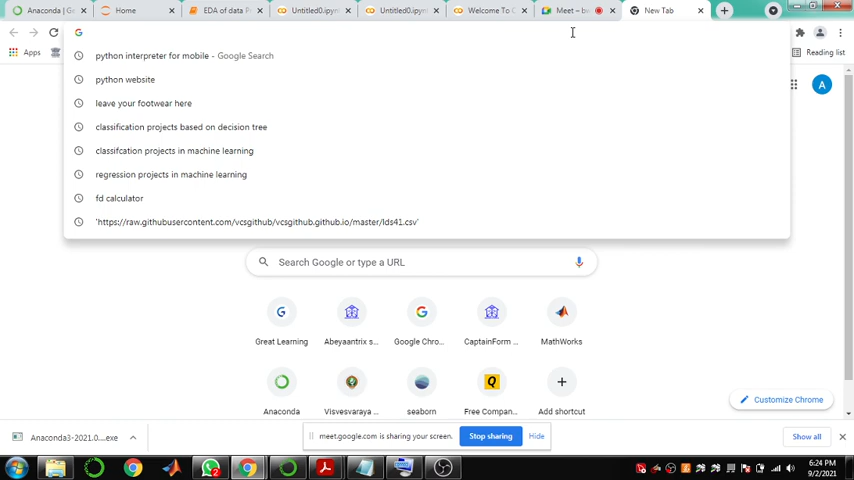 Anaconda | G
Home
EDA of data P
Untitled0.ipyn
Untitled0.ipyn
Welcome To C
Meet – b
New Tab
Apps
Reading list
python interpreter for mobile - Google Search
python website
leave your footwear here
classification projects based on decision tree
classifcation projects in machine learning
regression projects in machine learning
fd calculator
'https://raw.githubusercontent.com/vcsgithub/vcsgithub.github.io/master/lds41.csv'
A
Search Google or type a URL
Great Learning
Abeyaantrix s...
Google Chro...
CaptainForm ...
MathWorks
Anaconda
Visvesvaraya ...
seaborn
Free Compan...
Add shortcut
Customize Chrome
Anaconda3-2021.0....exe
meet.google.com is sharing your screen.
Stop sharing
Hide
Show all
2
6:24 PM
9/2/2021